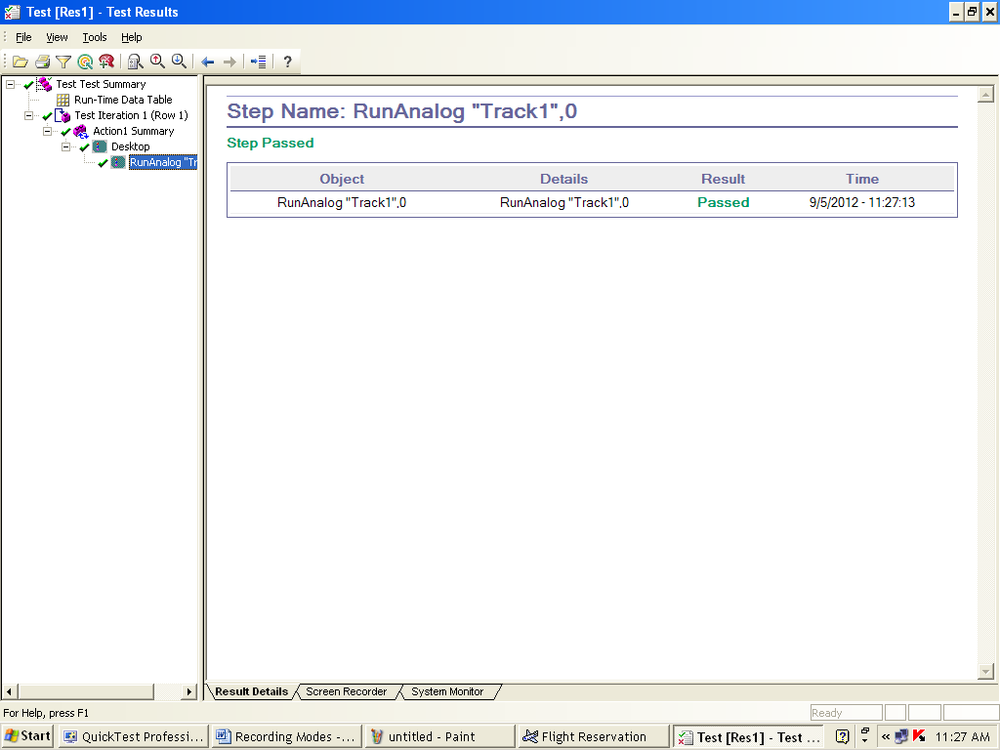 Test [Res1] - Test Results
File View Tools Help
Test Test Summary
Run-Time Data Table
Test Iteration 1 (Row 1)
Action1 Summary
Desktop
RunAnalog "Tr
Step Name: RunAnalog "Track1",0
Step Passed
Object Details Result Time
RunAnalog "Track1",0 RunAnalog "Track1",0 Passed 9/5/2012 - 11:27:13
Result Details Screen Recorder System Monitor
For Help, press F1
Ready
Start QuickTest Professi... Recording Modes -... untitled - Paint Flight Reservation Test [Res1] - Test ... « 11:27 AM